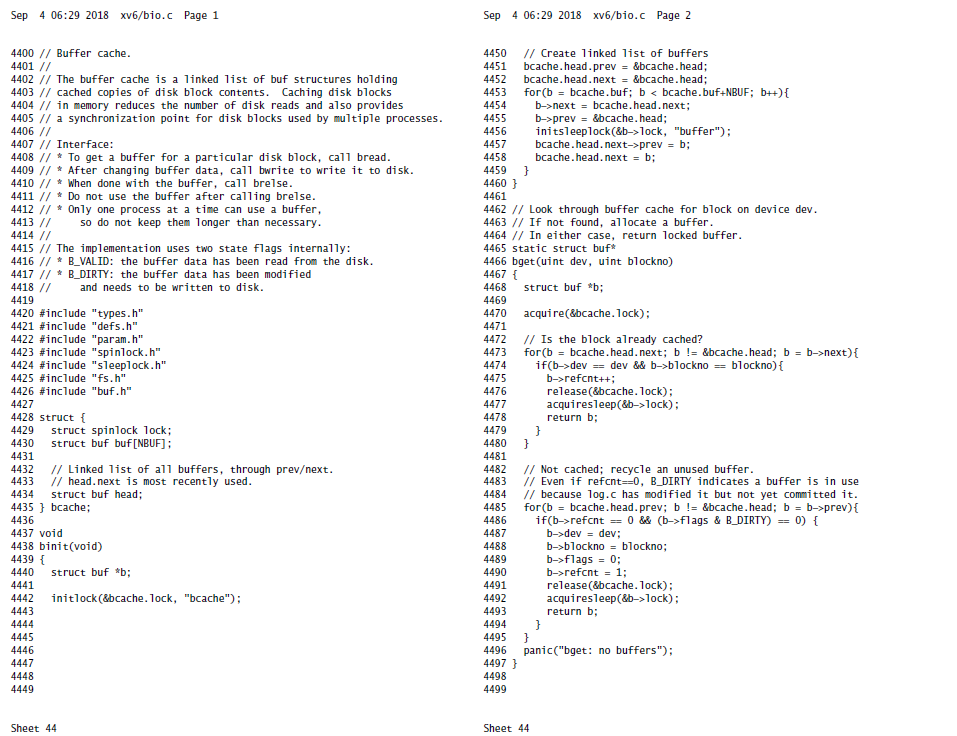 Sep  4 06:29 2018  xv6/bio.c  Page 1
4400 // Buffer cache.
4401 //
4402 // The buffer cache is a linked list of buf structures holding
4403 // cached copies of disk block contents.  Caching disk blocks
4404 // in memory reduces the number of disk reads and also provides
4405 // a synchronization point for disk blocks used by multiple processes.
4406 //
4407 // Interface:
4408 // * To get a buffer for a particular disk block, call bread.
4409 // * After changing buffer data, call bwrite to write it to disk.
4410 // * When done with the buffer, call brelse.
4411 // * Do not use the buffer after calling brelse.
4412 // * Only one process at a time can use a buffer,
4413 //     so do not keep them longer than necessary.
4414 //
4415 // The implementation uses two state flags internally:
4416 // * B_VALID: the buffer data has been read from the disk.
4417 // * B_DIRTY: the buffer data has been modified
4418 //     and needs to be written to disk.
4419
4420 #include "types.h"
4421 #include "defs.h"
4422 #include "param.h"
4423 #include "spinlock.h"
4424 #include "sleeplock.h"
4425 #include "fs.h"
4426 #include "buf.h"
4427
4428 struct {
4429   struct spinlock lock;
4430   struct buf buf[NBUF];
4431
4432   // Linked list of all buffers, through prev/next.
4433   // head.next is most recently used.
4434   struct buf head;
4435 } bcache;
4436
4437 void
4438 binit(void)
4439 {
4440   struct buf *b;
4441
4442   initlock(&bcache.lock, "bcache");
4443
4444
4445
4446
4447
4448
4449
Sheet 44
Sep  4 06:29 2018  xv6/bio.c  Page 2
4450   // Create linked list of buffers
4451   bcache.head.prev = &bcache.head;
4452   bcache.head.next = &bcache.head;
4453   for(b = bcache.buf; b < bcache.buf+NBUF; b++){
4454     b->next = bcache.head.next;
4455     b->prev = &bcache.head;
4456     initsleeplock(&b->lock, "buffer");
4457     bcache.head.next->prev = b;
4458     bcache.head.next = b;
4459   }
4460 }
4461
4462 // Look through buffer cache for block on device dev.
4463 // If not found, allocate a buffer.
4464 // In either case, return locked buffer.
4465 static struct buf*
4466 bget(uint dev, uint blockno)
4467 {
4468   struct buf *b;
4469
4470   acquire(&bcache.lock);
4471
4472   // Is the block already cached?
4473   for(b = bcache.head.next; b != &bcache.head; b = b->next){
4474     if(b->dev == dev && b->blockno == blockno){
4475       b->refcnt++;
4476       release(&bcache.lock);
4477       acquiresleep(&b->lock);
4478       return b;
4479     }
4480   }
4481
4482   // Not cached; recycle an unused buffer.
4483   // Even if refcnt==0, B_DIRTY indicates a buffer is in use
4484   // because log.c has modified it but not yet committed it.
4485   for(b = bcache.head.prev; b != &bcache.head; b = b->prev){
4486     if(b->refcnt == 0 && (b->flags & B_DIRTY) == 0) {
4487       b->dev = dev;
4488       b->blockno = blockno;
4489       b->flags = 0;
4490       b->refcnt = 1;
4491       release(&bcache.lock);
4492       acquiresleep(&b->lock);
4493       return b;
4494     }
4495   }
4496   panic("bget: no buffers");
4497 }
4498
4499
Sheet 44